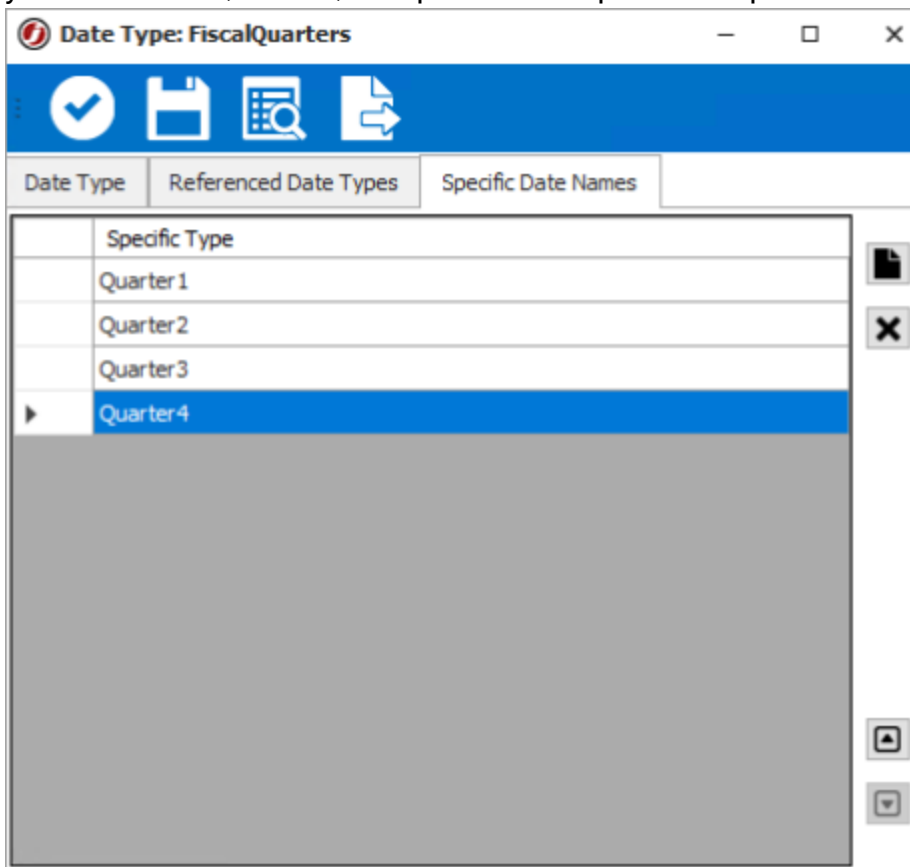 Date Type: FiscalQuarters
Date Type Referenced Date Types Specific Date Names
Specific Type
Quarter1
Quarter2
Quarter3
Quarter4